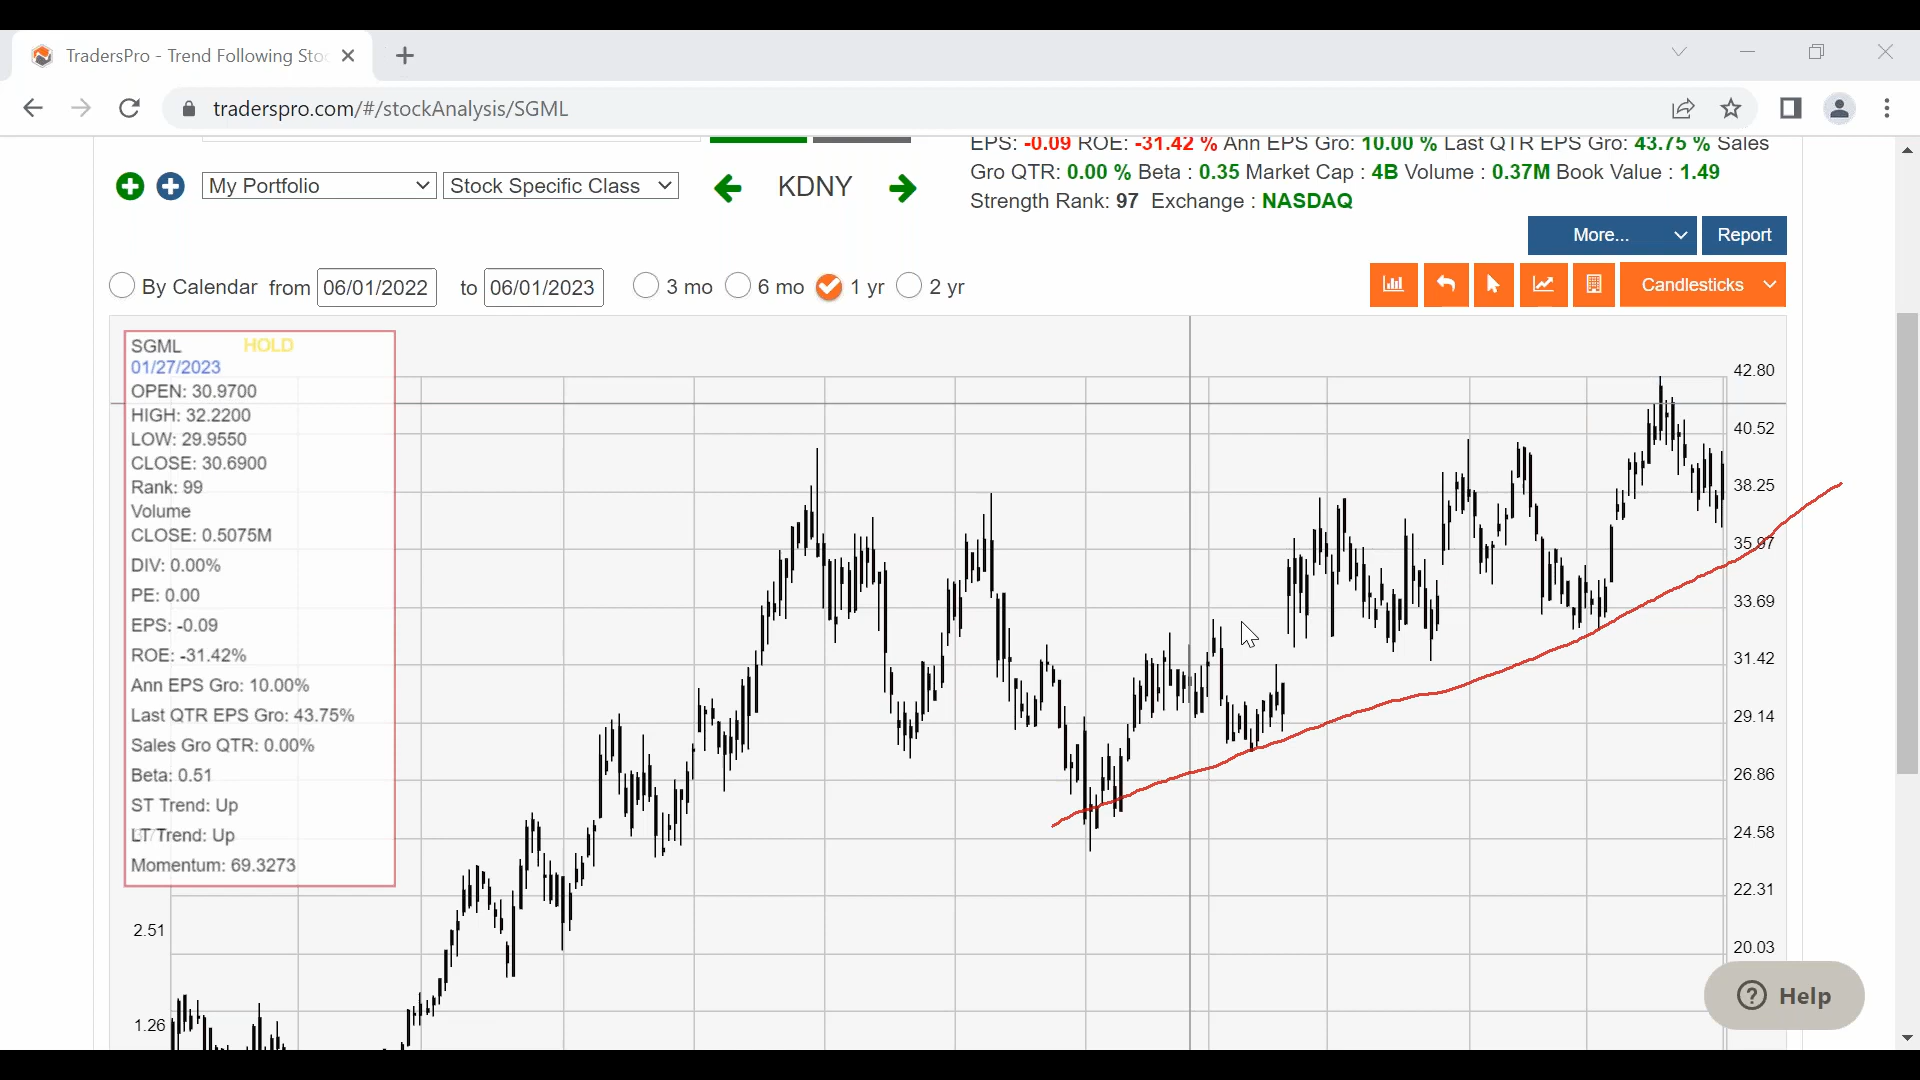 TradersPro - Trend Following Sto
traderspro.com/#/stockAnalysis/SGML
EPS: -0.09 ROE: -31.42 % Ann EPS Gro: 10.00 % Last QTR EPS Gro: 43.75 % Sales
Gro QTR: 0.00 % Beta : 0.35 Market Cap : 4B Volume : 0.37M Book Value : 1.49
Strength Rank: 97 Exchange : NASDAQ
My Portfolio
Stock Specific Class
KDNY
More...
Report
By Calendar from 06/01/2022 to 06/01/2023 3 mo 6 mo 1 yr 2 yr
Candlesticks
SGML HOLD
01/27/2023
OPEN: 30.9700
HIGH: 32.2200
LOW: 29.9550
CLOSE: 30.6900
Rank: 99
Volume
CLOSE: 0.5075M
DIV: 0.00%
PE: 0.00
EPS: -0.09
ROE: -31.42%
Ann EPS Gro: 10.00%
Last QTR EPS Gro: 43.75%
Sales Gro QTR: 0.00%
Beta: 0.51
ST Trend: Up
LT Trend: Up
Momentum: 69.3273
2.51
1.26
42.80
40.52
38.25
35.97
33.69
31.42
29.14
26.86
24.58
22.31
20.03
Help